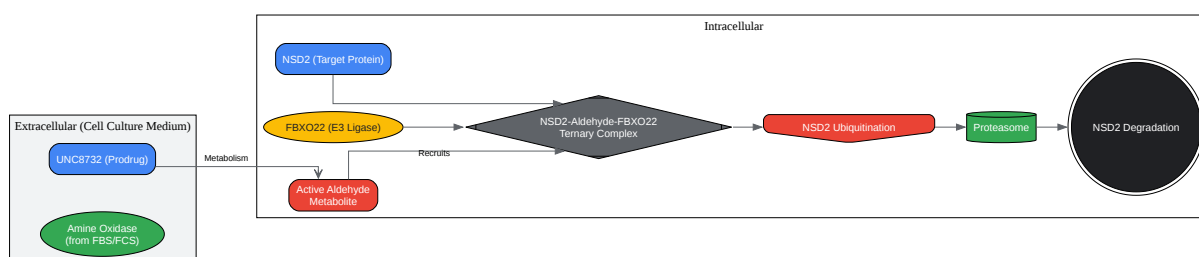 Intracellular
NSD2 (Target Protein)
Extracellular (Cell Culture Medium)
FBXO22 (E3 Ligase)
NSD2-Aldehyde-FBXO22
Ternary Complex
NSD2 Ubiquitination
Proteasome
NSD2 Degradation
UNC8732 (Prodrug)
Metabolism
Recruits
Active Aldehyde
Metabolite
Amine Oxidase
(from FBS/FCS)